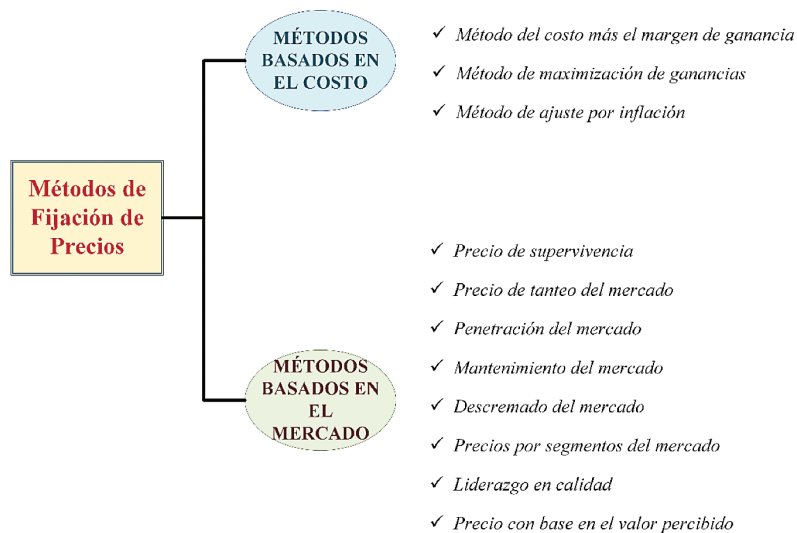 Métodos de
Fijación de
Precios
MÉTODOS
BASADOS EN
EL COSTO
Método del costo más el margen de ganancia
Método de maximización de ganancias
Método de ajuste por inflación
MÉTODOS
BASADOS EN
EL
MERCADO
Precio de supervivencia
Precio de tanteo del mercado
Penetración del mercado
Mantenimiento del mercado
Descremado del mercado
Precios por segmentos del mercado
Liderazgo en calidad
Precio con base en el valor percibido